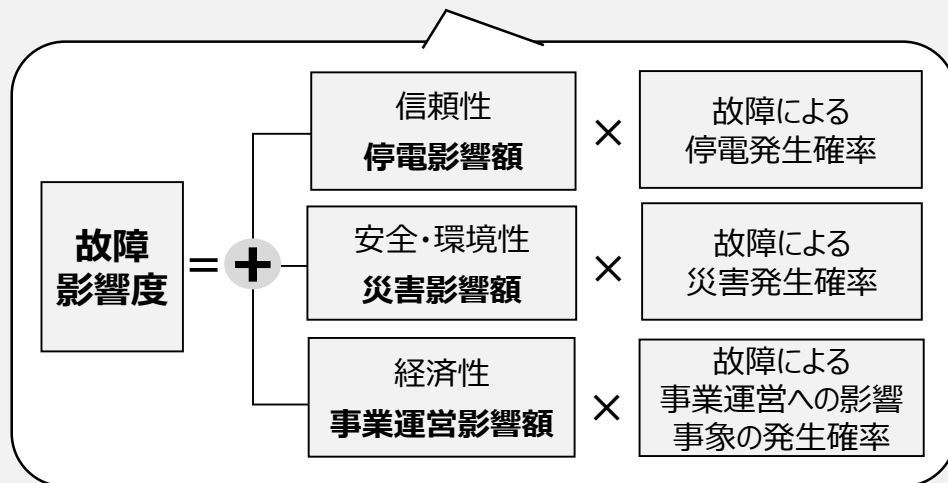 信頼性
停電影響額
×
故障による
停電発生確率
故障
影響度
=
+
安全・環境性
災害影響額
×
故障による
災害発生確率
経済性
事業運営影響額
×
故障による
事業運営への影響
事象の発生確率